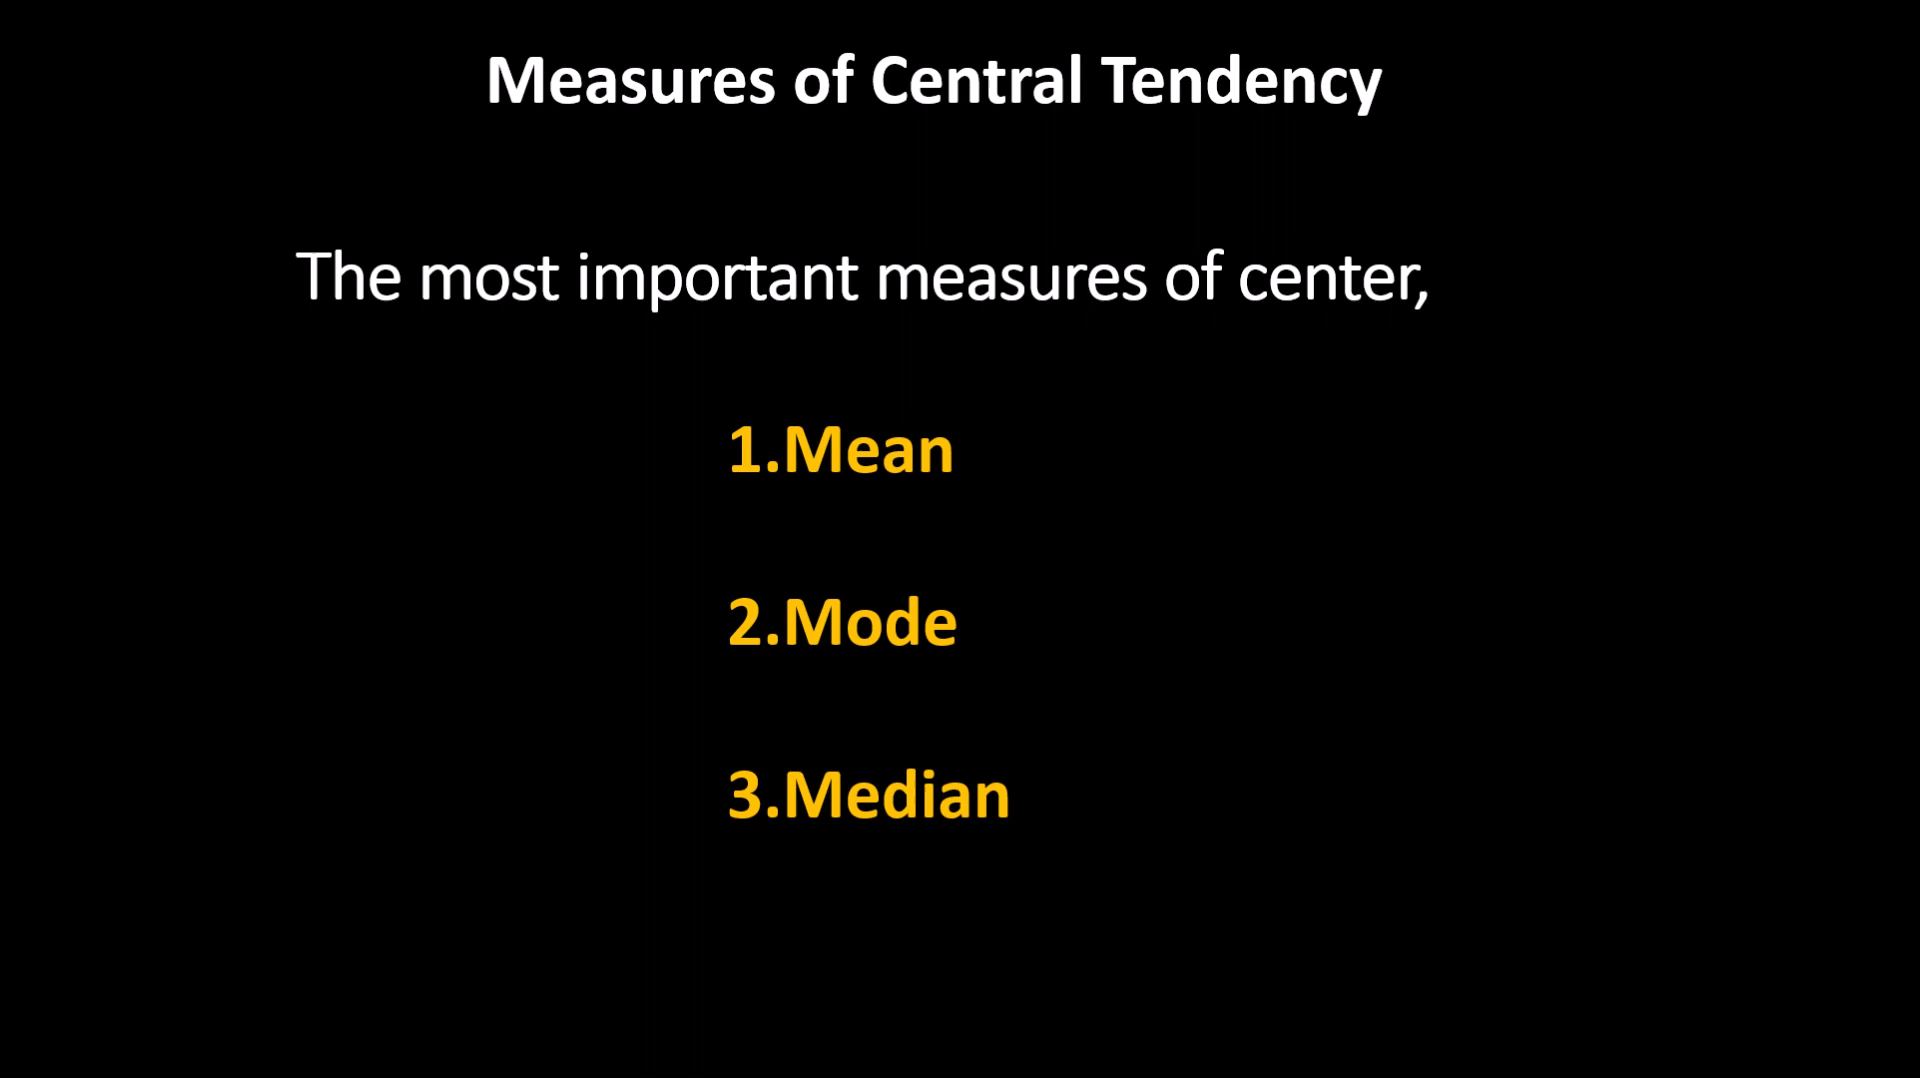 Measures of Central Tendency
The most important measures of center,
1.Mean
2.Mode
3.Median